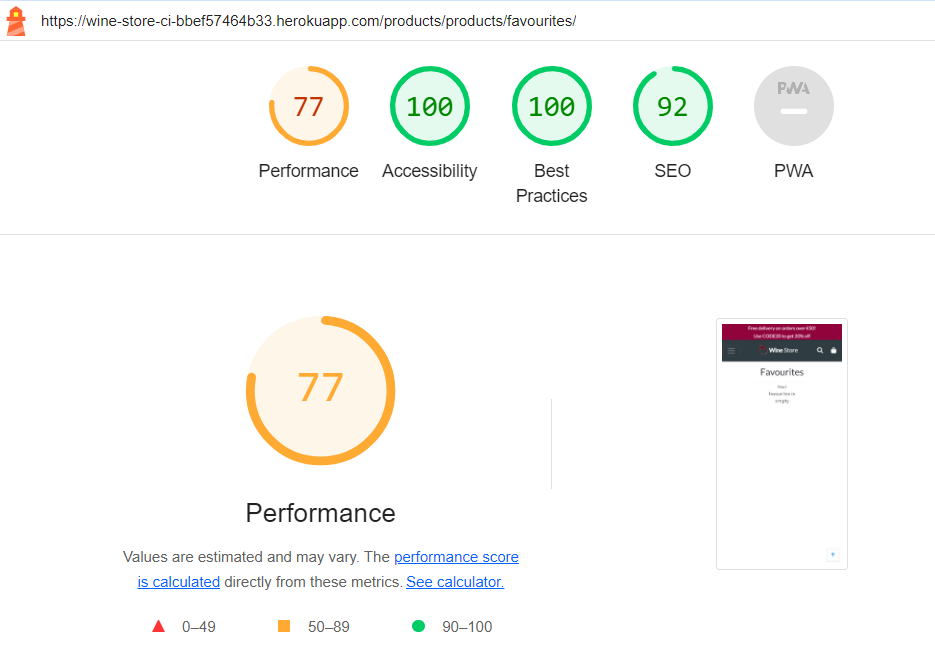 https://wine-store-ci-bbef57464b33.herokuapp.com/products/products/favourites/
77
100
100
92
PWA
Performance
Accessibility
Best
Practices
SEO
PWA
77
Performance
Values are estimated and may vary. The performance score
is calculated directly from these metrics. See calculator.
0–49
50–89
90–100
Free delivery on orders over €50!
Use CODE20 to get 20% off
Wine Store
Favourites
Your
favourites is
empty